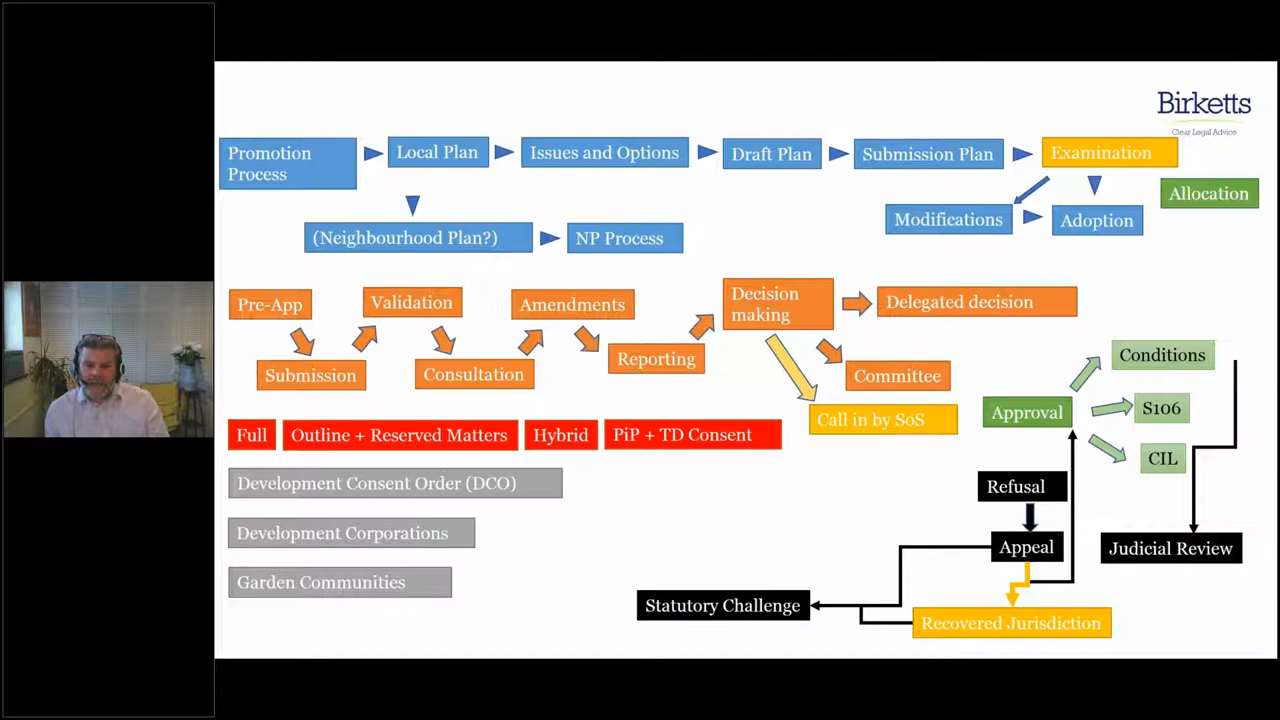 Birketts
Clear Legal Advice
Promotion
Process
Local Plan
Issues and Options
Draft Plan
Submission Plan
Examination
Allocation
Modifications
Adoption
(Neighbourhood Plan?)
NP Process
Pre-App
Validation
Amendments
Decision
making
Delegated decision
Submission
Consultation
Reporting
Committee
Conditions
Call in by SoS
Approval
S106
CIL
Full
Outline + Reserved Matters
Hybrid
PiP + TD Consent
Development Consent Order (DCO)
Refusal
Development Corporations
Appeal
Judicial Review
Garden Communities
Statutory Challenge
Recovered Jurisdiction